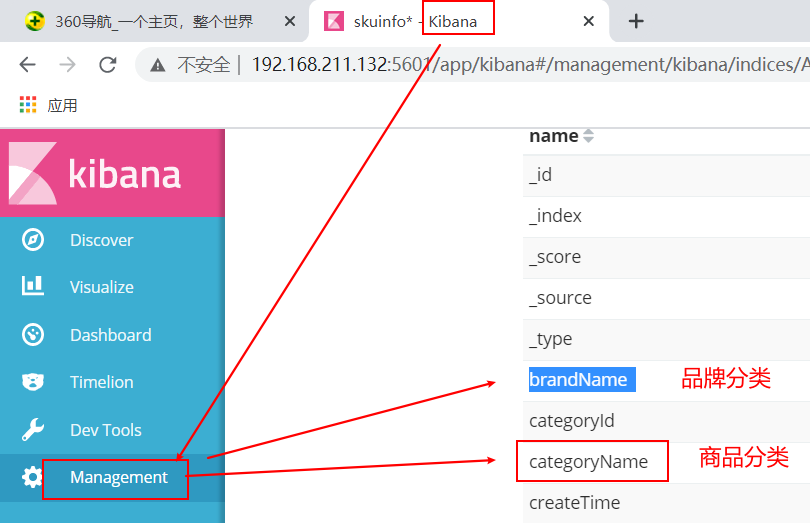 360导航_一个主页，整个世界
skuinfo* - Kibana
不安全 | 192.168.211.132:5601/app/kibana#/management/kibana/indices/A
应用
kibana
Discover
Visualize
Dashboard
Timelion
Dev Tools
Management
name
_id
_index
_score
_source
_type
brandName 品牌分类
categoryId
categoryName 商品分类
createTime